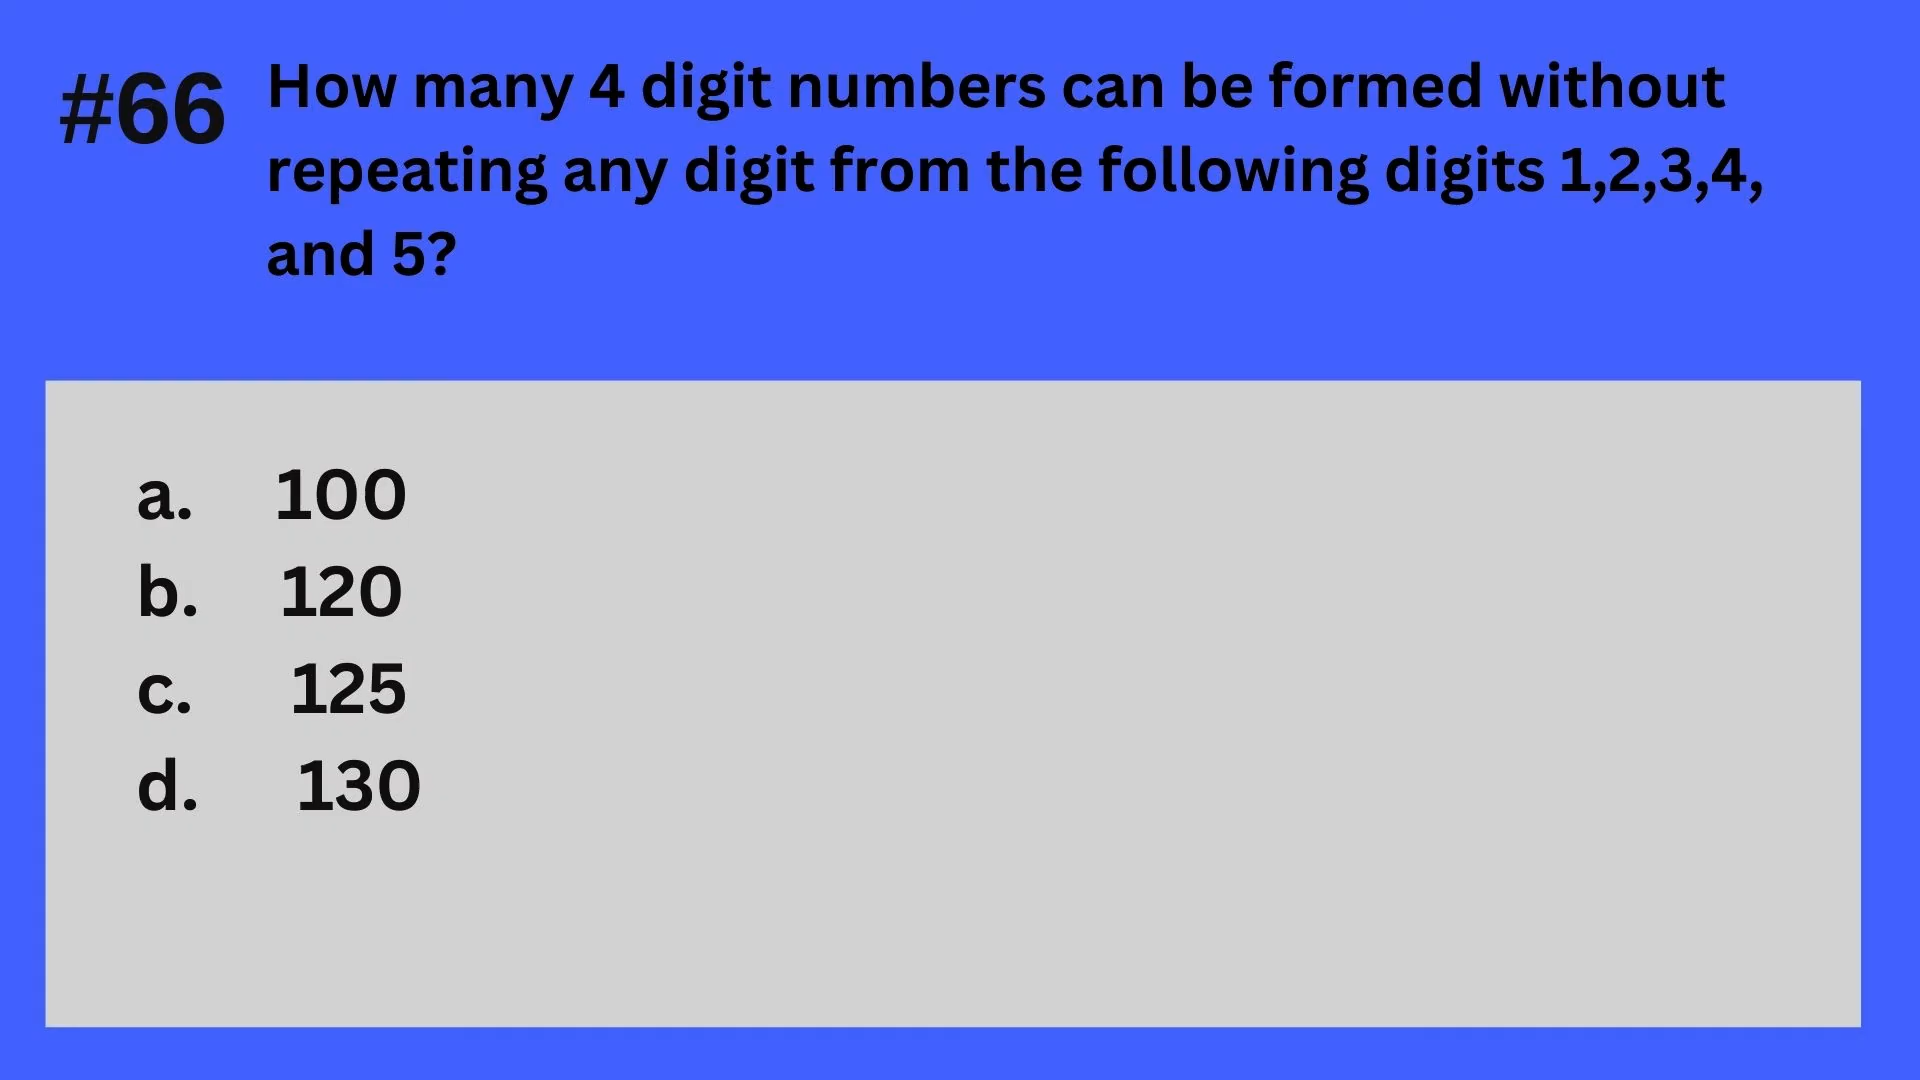 #66 How many 4 digit numbers can be formed without
repeating any digit from the following digits 1,2,3,4,
and 5?
a. 100
b. 120
c. 125
d. 130